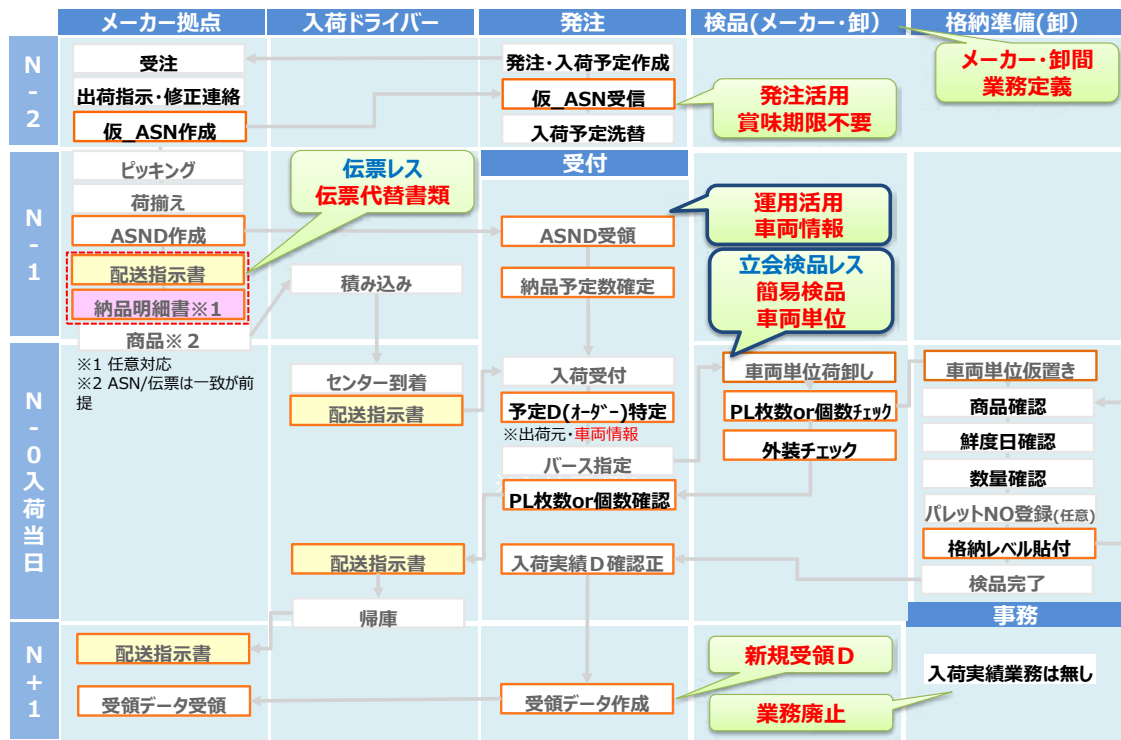 メーカー拠点
入荷ドライバー
発注
検品(メーカー・卸)
格納準備(卸)
N-2
受注
出荷指示・修正連絡
仮_ASN作成
発注・入荷予定作成
仮_ASN受信
入荷予定洗替
発注活用
賞味期限不要
メーカー・卸間
業務定義
N-1
ピッキング
荷揃え
ASND作成
配送指示書
納品明細書※1
商品※2
伝票レス
伝票代替書類
積み込み
受付
ASND受領
納品予定数確定
運用活用
車両情報
立会検品レス
簡易検品
車両単位
N-0入荷当日
※1 任意対応
※2 ASN/伝票は一致が前
提
センター到着
配送指示書
入荷受付
予定D(オーダー)特定
※出荷元・車両情報
バース指定
PL枚数or個数確認
車両単位荷卸し
PL枚数or個数チェック
外装チェック
車両単位仮置き
商品確認
鮮度日確認
数量確認
パレットNO登録(任意)
格納レベル貼付
検品完了
配送指示書
帰庫
入荷実績D確認正
N+1
配送指示書
受領データ受領
受領データ作成
新規受領D
業務廃止
事務
入荷実績業務は無し